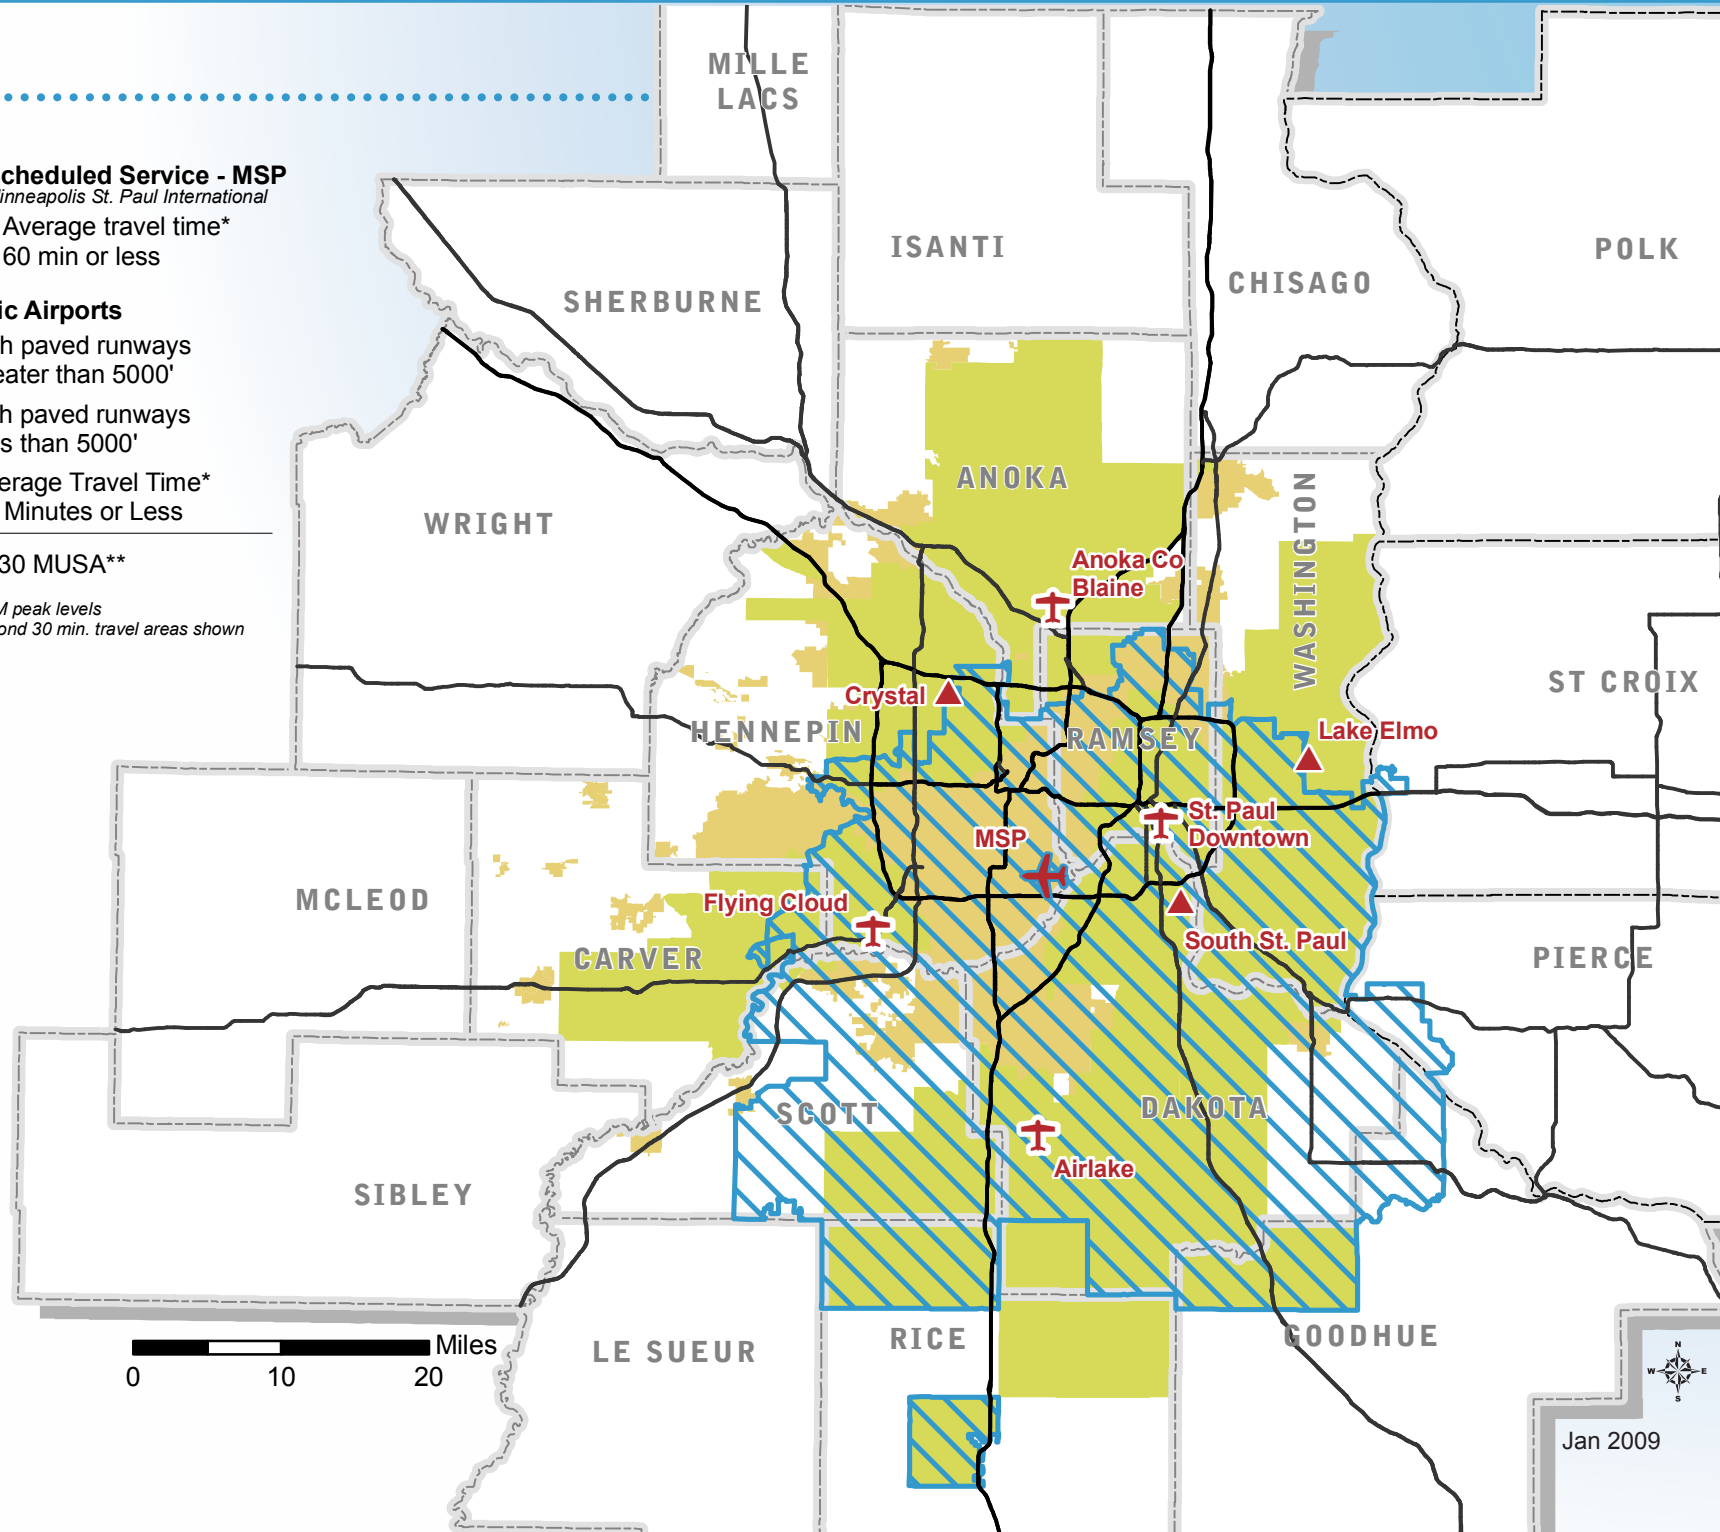 cheduled Service - MSP
inneapolis St. Paul International
Average travel time*
60 min or less
ic Airports
h paved runways
eater than 5000'
h paved runways
s than 5000'
erage Travel Time*
Minutes or Less
30 MUSA**
M peak levels
ond 30 min. travel areas shown
MILLE
LACS
ISANTI
POLK
CHISAGO
SHERBURNE
ANOKA
WASHINGTON
WRIGHT
Anoka Co
Blaine
ST CROIX
Crystal
HENNEPIN
RAMSEY
Lake Elmo
St. Paul
Downtown
MSP
MCLEOD
Flying Cloud
South St. Paul
CARVER
PIERCE
SCOTT
DAKOTA
Airlake
SIBLEY
LE SUEUR
RICE
GOODHUE
Miles
0 10 20
N
W E
S
Jan 2009